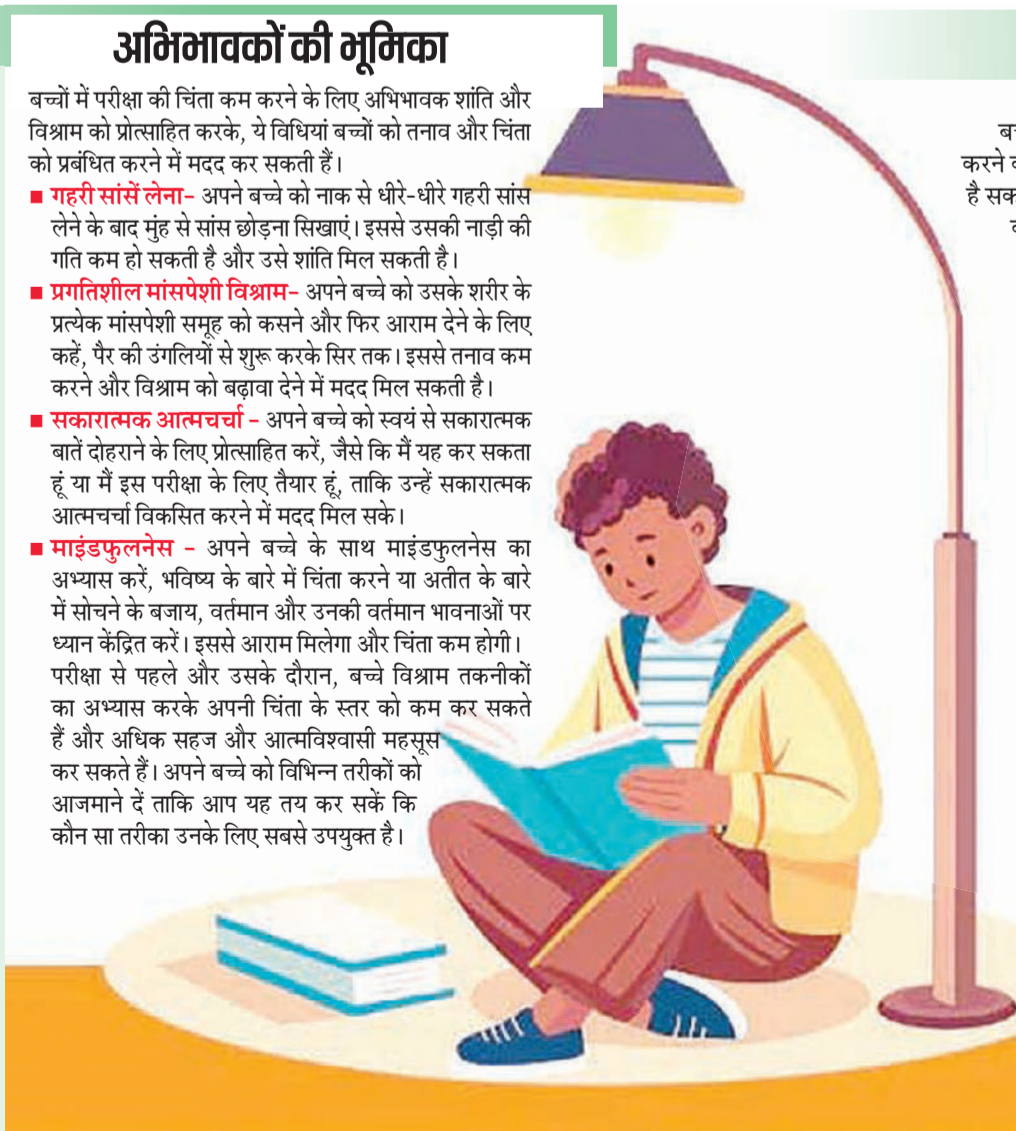 अभिभावकों की भूमिका
बच्चों में परीक्षा की चिंता कम करने के लिए अभिभावक शांति और
विश्राम को प्रोत्साहित करके, ये विधियां बच्चों को तनाव और चिंता
को प्रबंधित करने में मदद कर सकती हैं।
■ गहरी सांसें लेना- अपने बच्चे को नाक से धीरे-धीरे गहरी सांस
लेने के बाद मुंह से सांस छोड़ना सिखाएं। इससे उसकी नाड़ी की
गति कम हो सकती है और उसे शांति मिल सकती है।
■ प्रगतिशील मांसपेशी विश्राम- अपने बच्चे को उसके शरीर के
प्रत्येक मांसपेशी समूह को कसने और फिर आराम देने के लिए
कहें, पैर की उंगलियों से शुरू करके सिर तक। इससे तनाव कम
करने और विश्राम को बढ़ावा देने में मदद मिल सकती है।
■ सकारात्मक आत्मचर्चा - अपने बच्चे को स्वयं से सकारात्मक
बातें दोहराने के लिए प्रोत्साहित करें, जैसे कि मैं यह कर सकता
हूं या मैं इस परीक्षा के लिए तैयार हूं, ताकि उन्हें सकारात्मक
आत्मचर्चा विकसित करने में मदद मिल सके।
■ माइंडफुलनेस - अपने बच्चे के साथ माइंडफुलनेस का
अभ्यास करें, भविष्य के बारे में चिंता करने या अतीत के बारे
में सोचने के बजाय, वर्तमान और उनकी वर्तमान भावनाओं पर
ध्यान केंद्रित करें। इससे आराम मिलेगा और चिंता कम होगी।
परीक्षा से पहले और उसके दौरान, बच्चे विश्राम तकनीकों
का अभ्यास करके अपनी चिंता के स्तर को कम कर सकते
हैं और अधिक सहज और आत्मविश्वासी महसूस
कर सकते हैं। अपने बच्चे को विभिन्न तरीकों को
आजमाने दें ताकि आप यह तय कर सकें कि
कौन सा तरीका उनके लिए सबसे उपयुक्त है।
करने
है